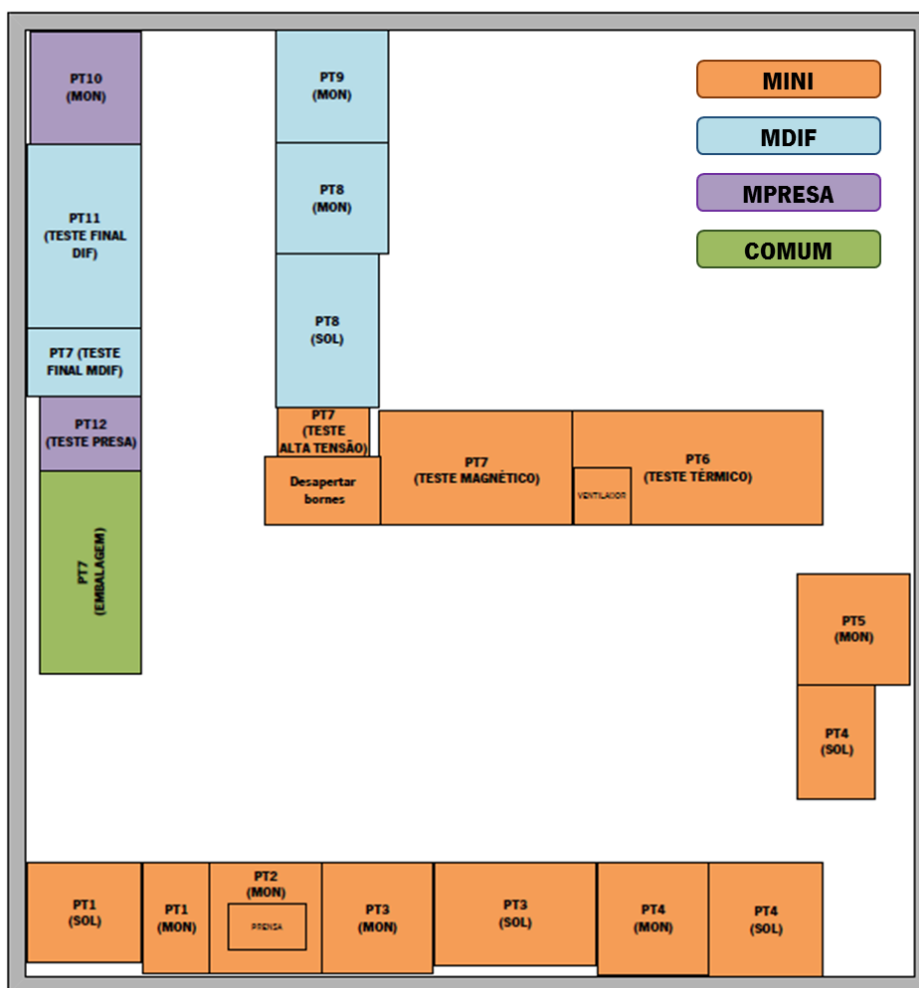 PT10
(MON)
PT9
(MON)
MINI
MDIF
PT8
(MON)
MPRESA
PT11
(TESTE FINAL
DIF)
COMUM
PT8
(SOL)
PT7 (TESTE
FINAL MDIF)
PT12
(TESTE PRESA)
PT7
(TESTE
ALTA TENSÃO)
PT7
(TESTE MAGNÉTICO)
PT6
(TESTE TÉRMICO)
Desapertar
bornes
VENTILADOR
PT7
(EMBALAGEM)
PT5
(MON)
PT4
(SOL)
PT1
(SOL)
PT1
(MON)
PT2
(MON)
PRENSA
PT3
(MON)
PT3
(SOL)
PT4
(MON)
PT4
(SOL)